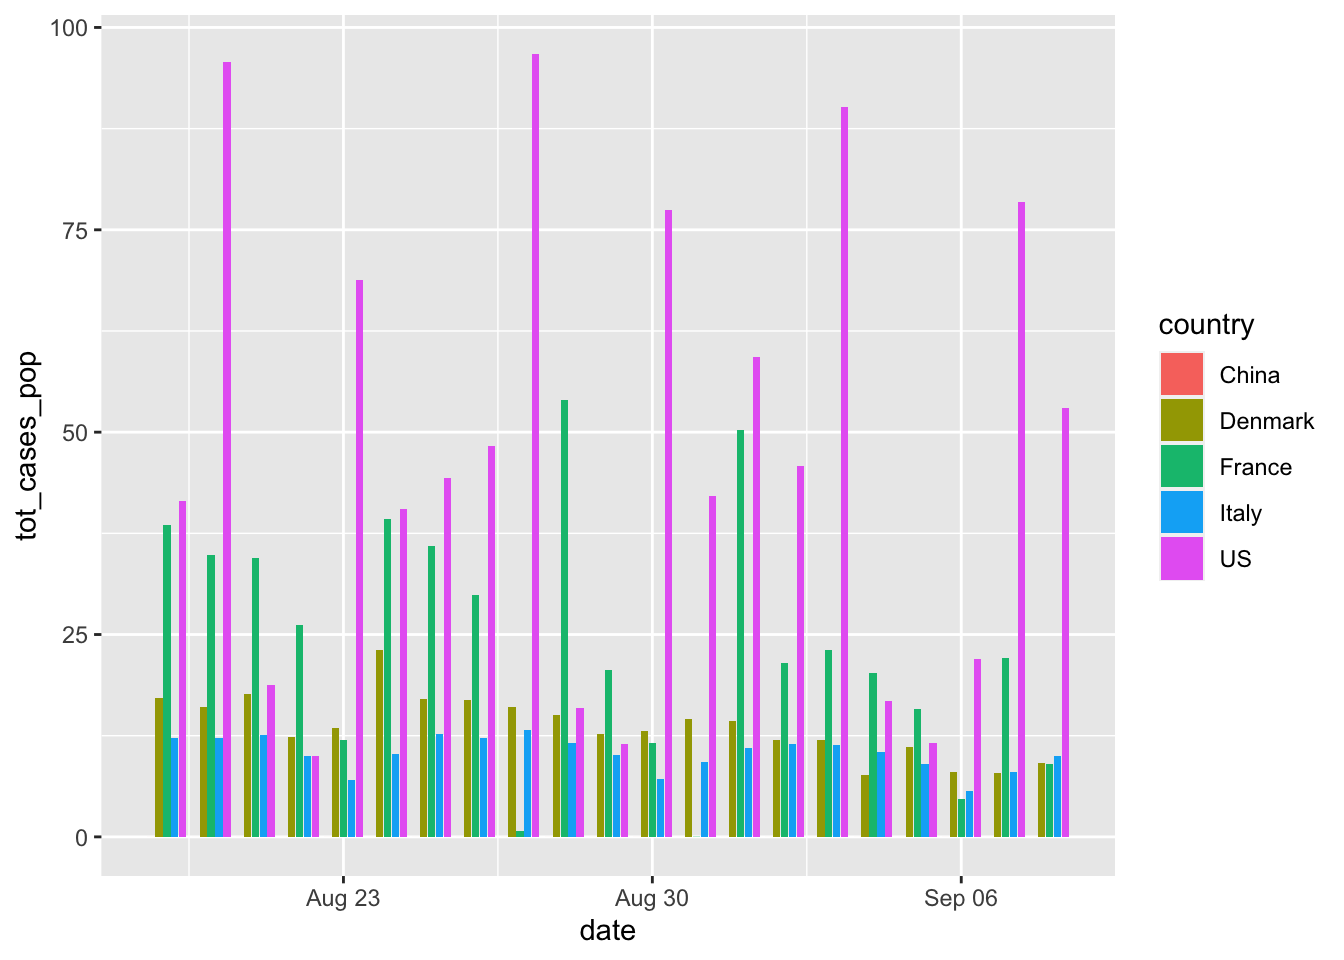 100
75
50
25
0
tot_cases_pop
Aug 23
Aug 30
Sep 06
date
country
China
Denmark
France
Italy
US